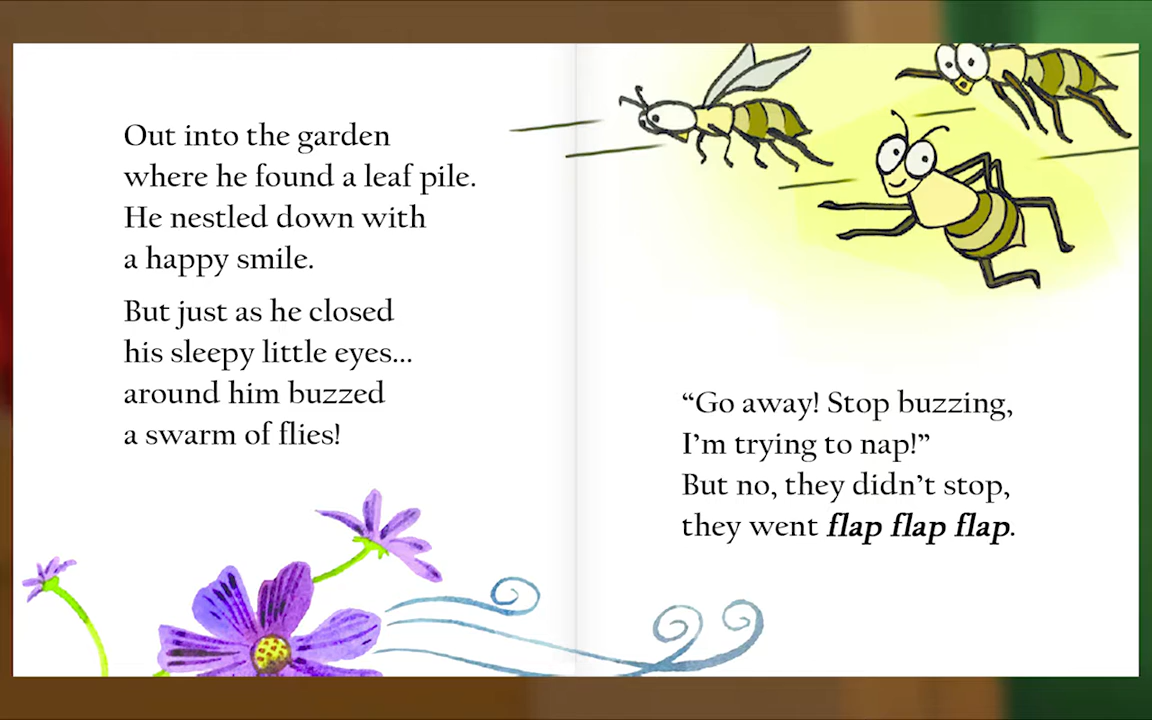 Out into the garden
where he found a leaf pile.
He nestled down with
a happy smile.
But just as he closed
his sleepy little eyes...
around him buzzed
a swarm of flies!
“Go away! Stop buzzing,
I’m trying to nap!”
But no, they didn’t stop,
they went flap flap flap.